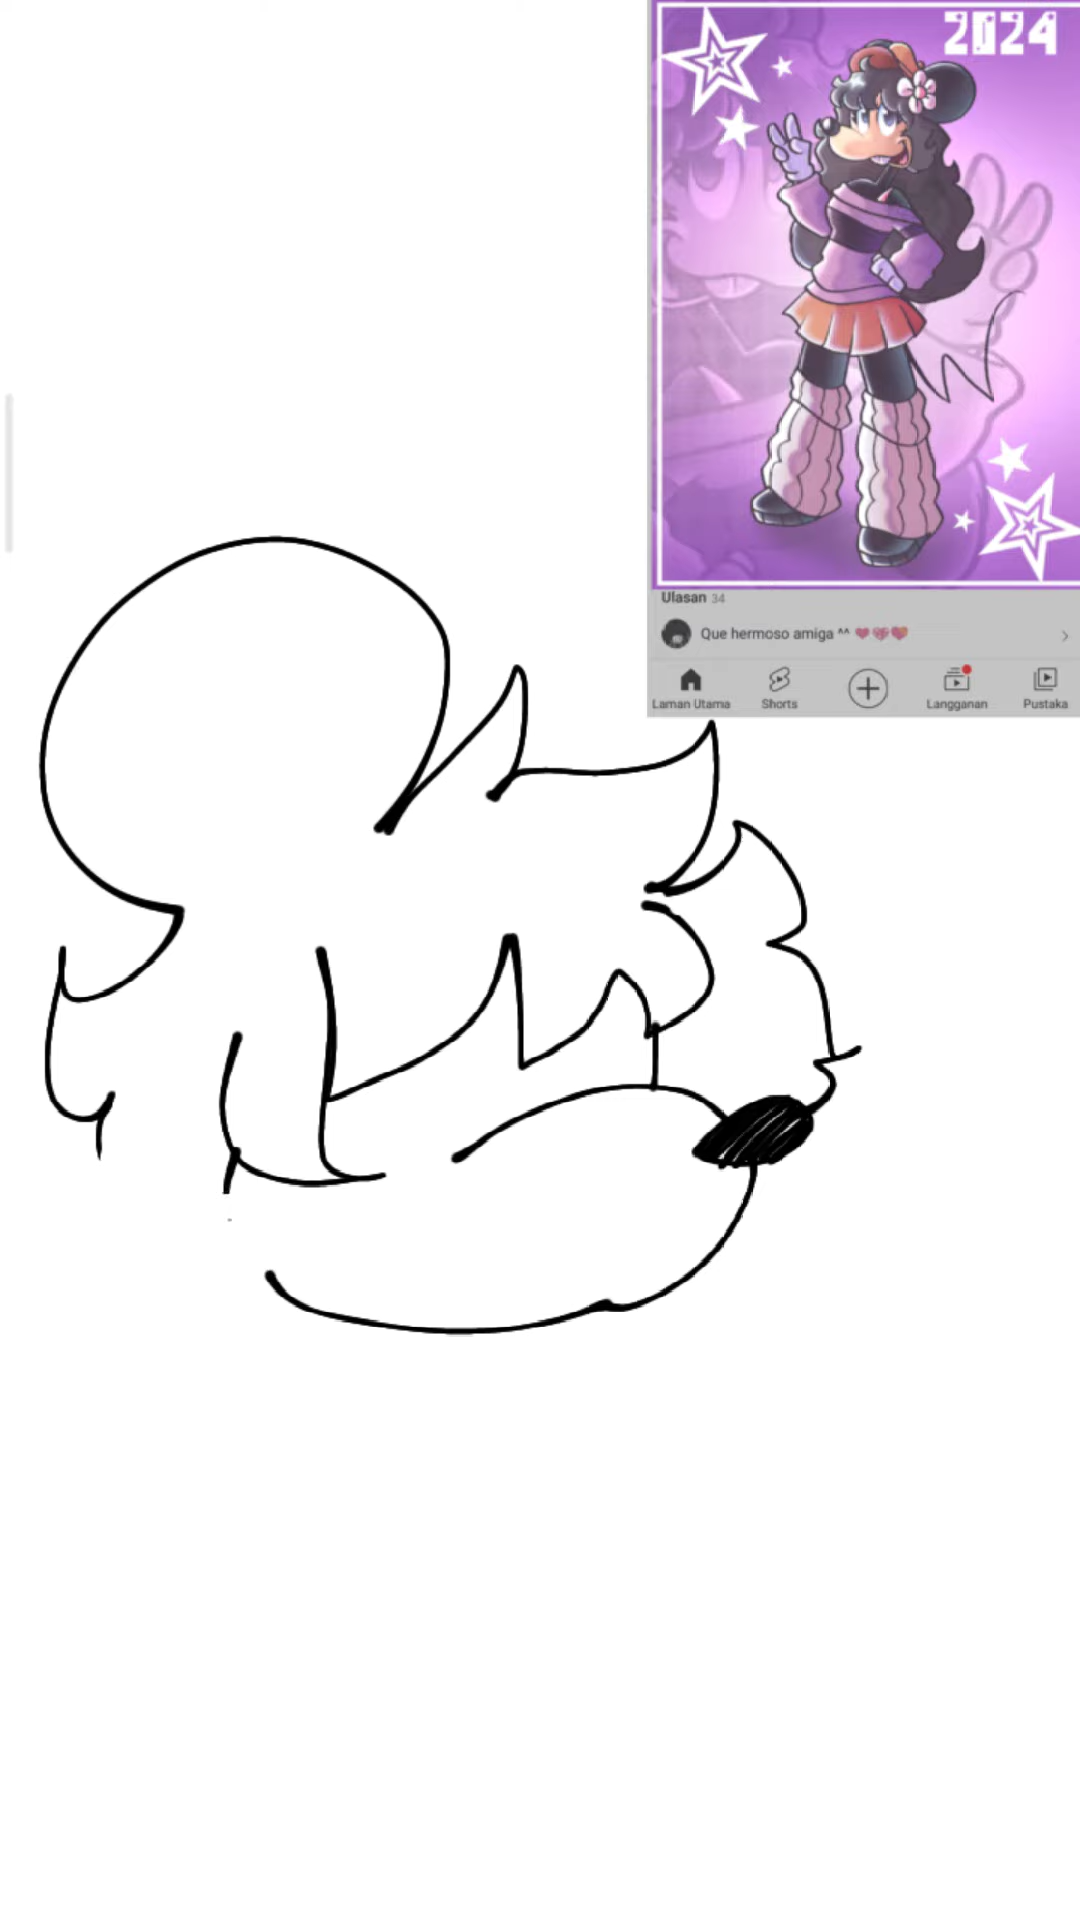 2024
Ulasan 34
Que hermoso amiga ^^ ❤️💝💖
Laman Utama
Shorts
Langganan
Pustaka